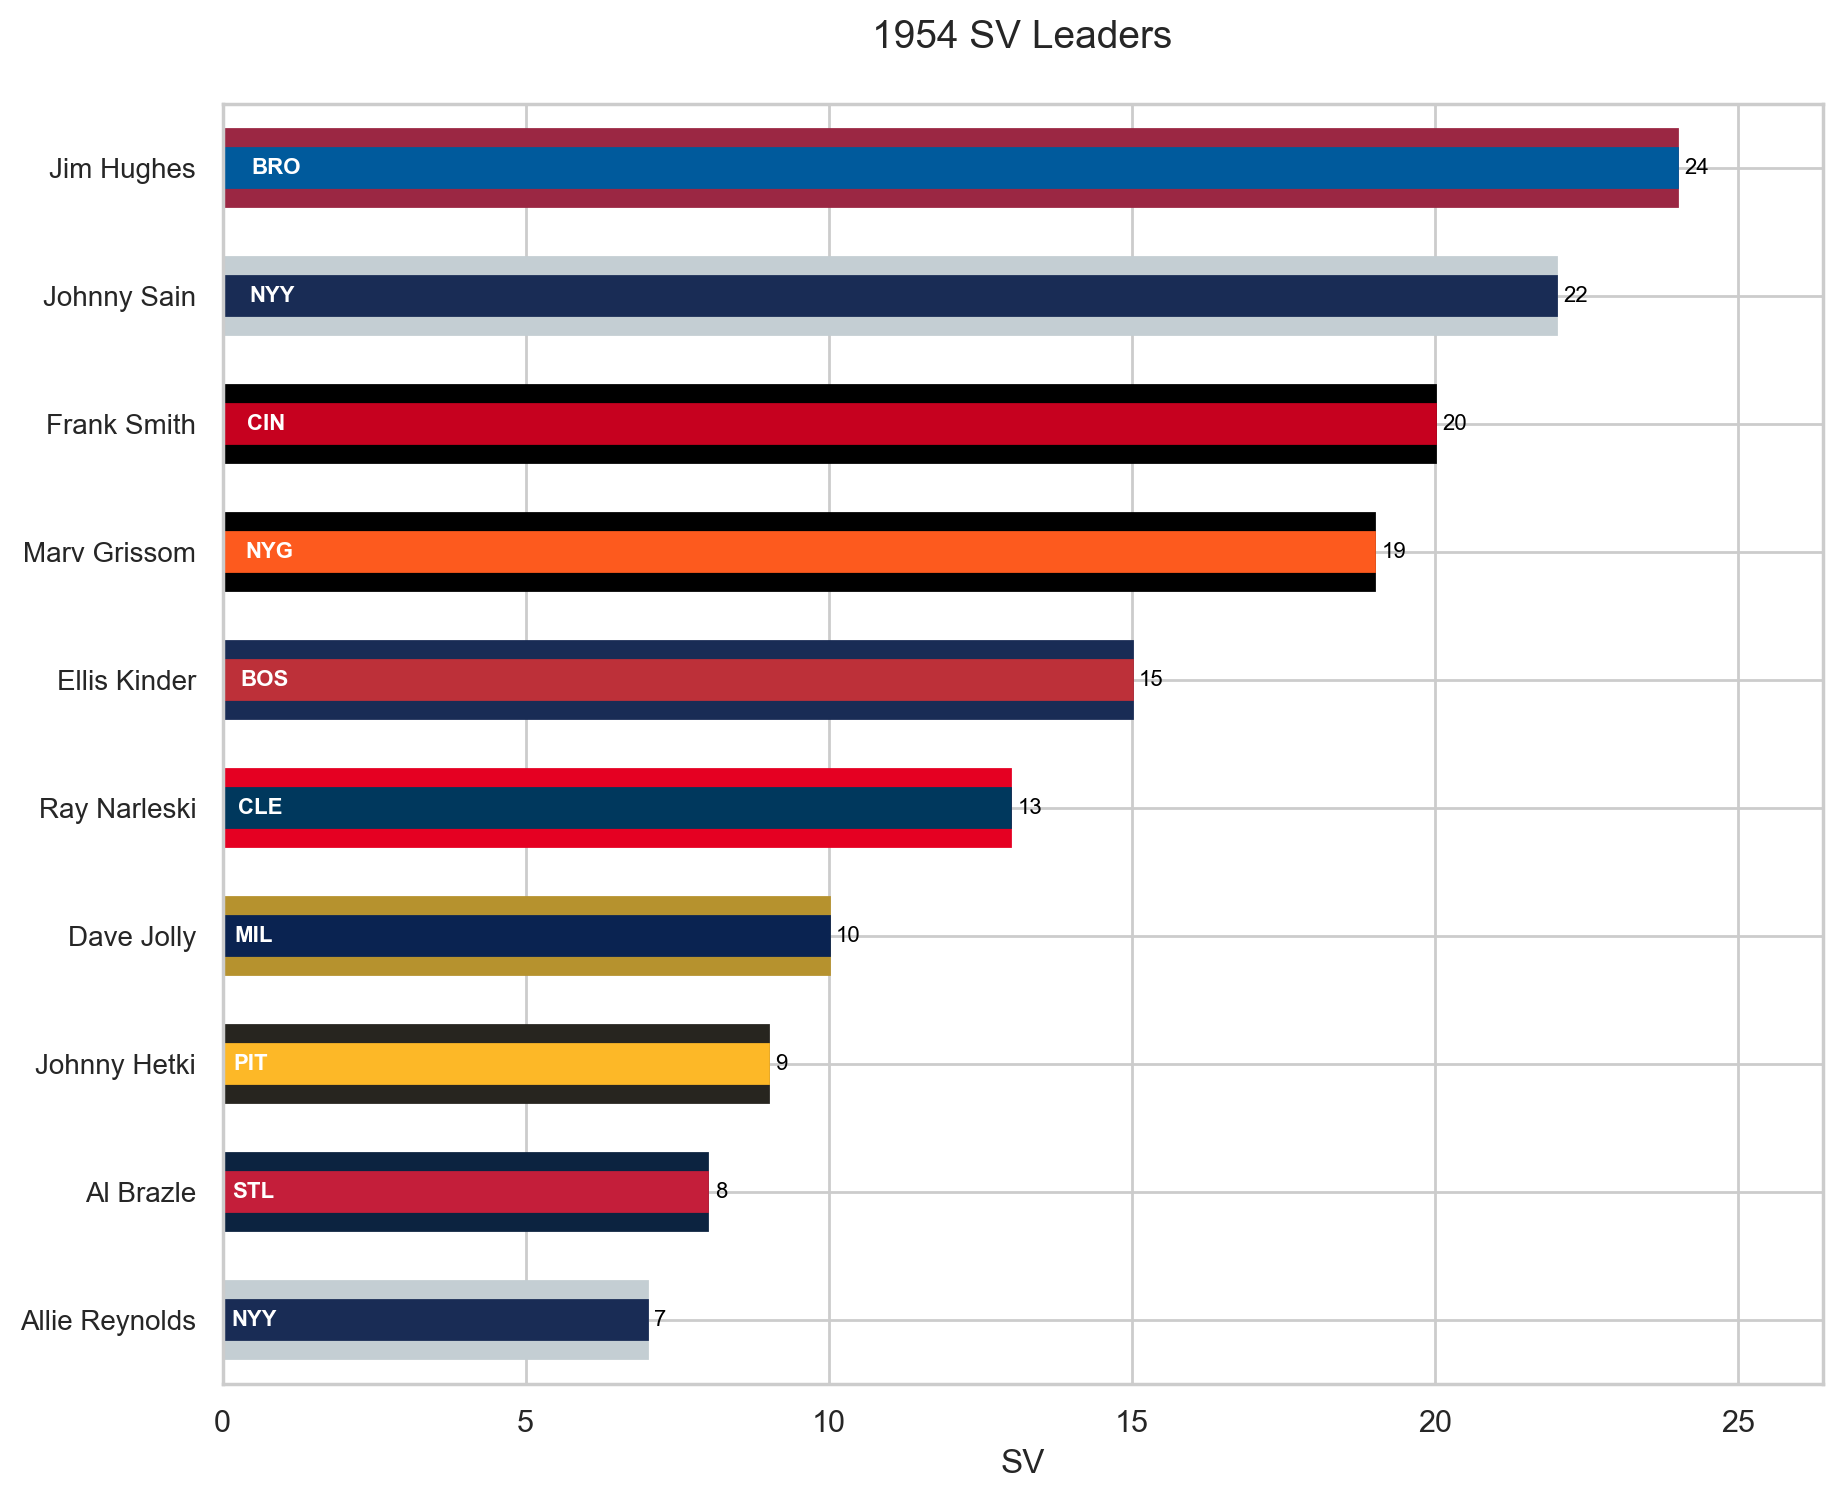 1954 SV Leaders
Jim Hughes BRO 24
Johnny Sain NYY 22
Frank Smith CIN 20
Marv Grissom NYG 19
Ellis Kinder BOS 15
Ray Narleski CLE 13
Dave Jolly MIL 10
Johnny Hetki PIT 9
Al Brazle STL 8
Allie Reynolds NYY 7
0 5 10 15 20 25
SV